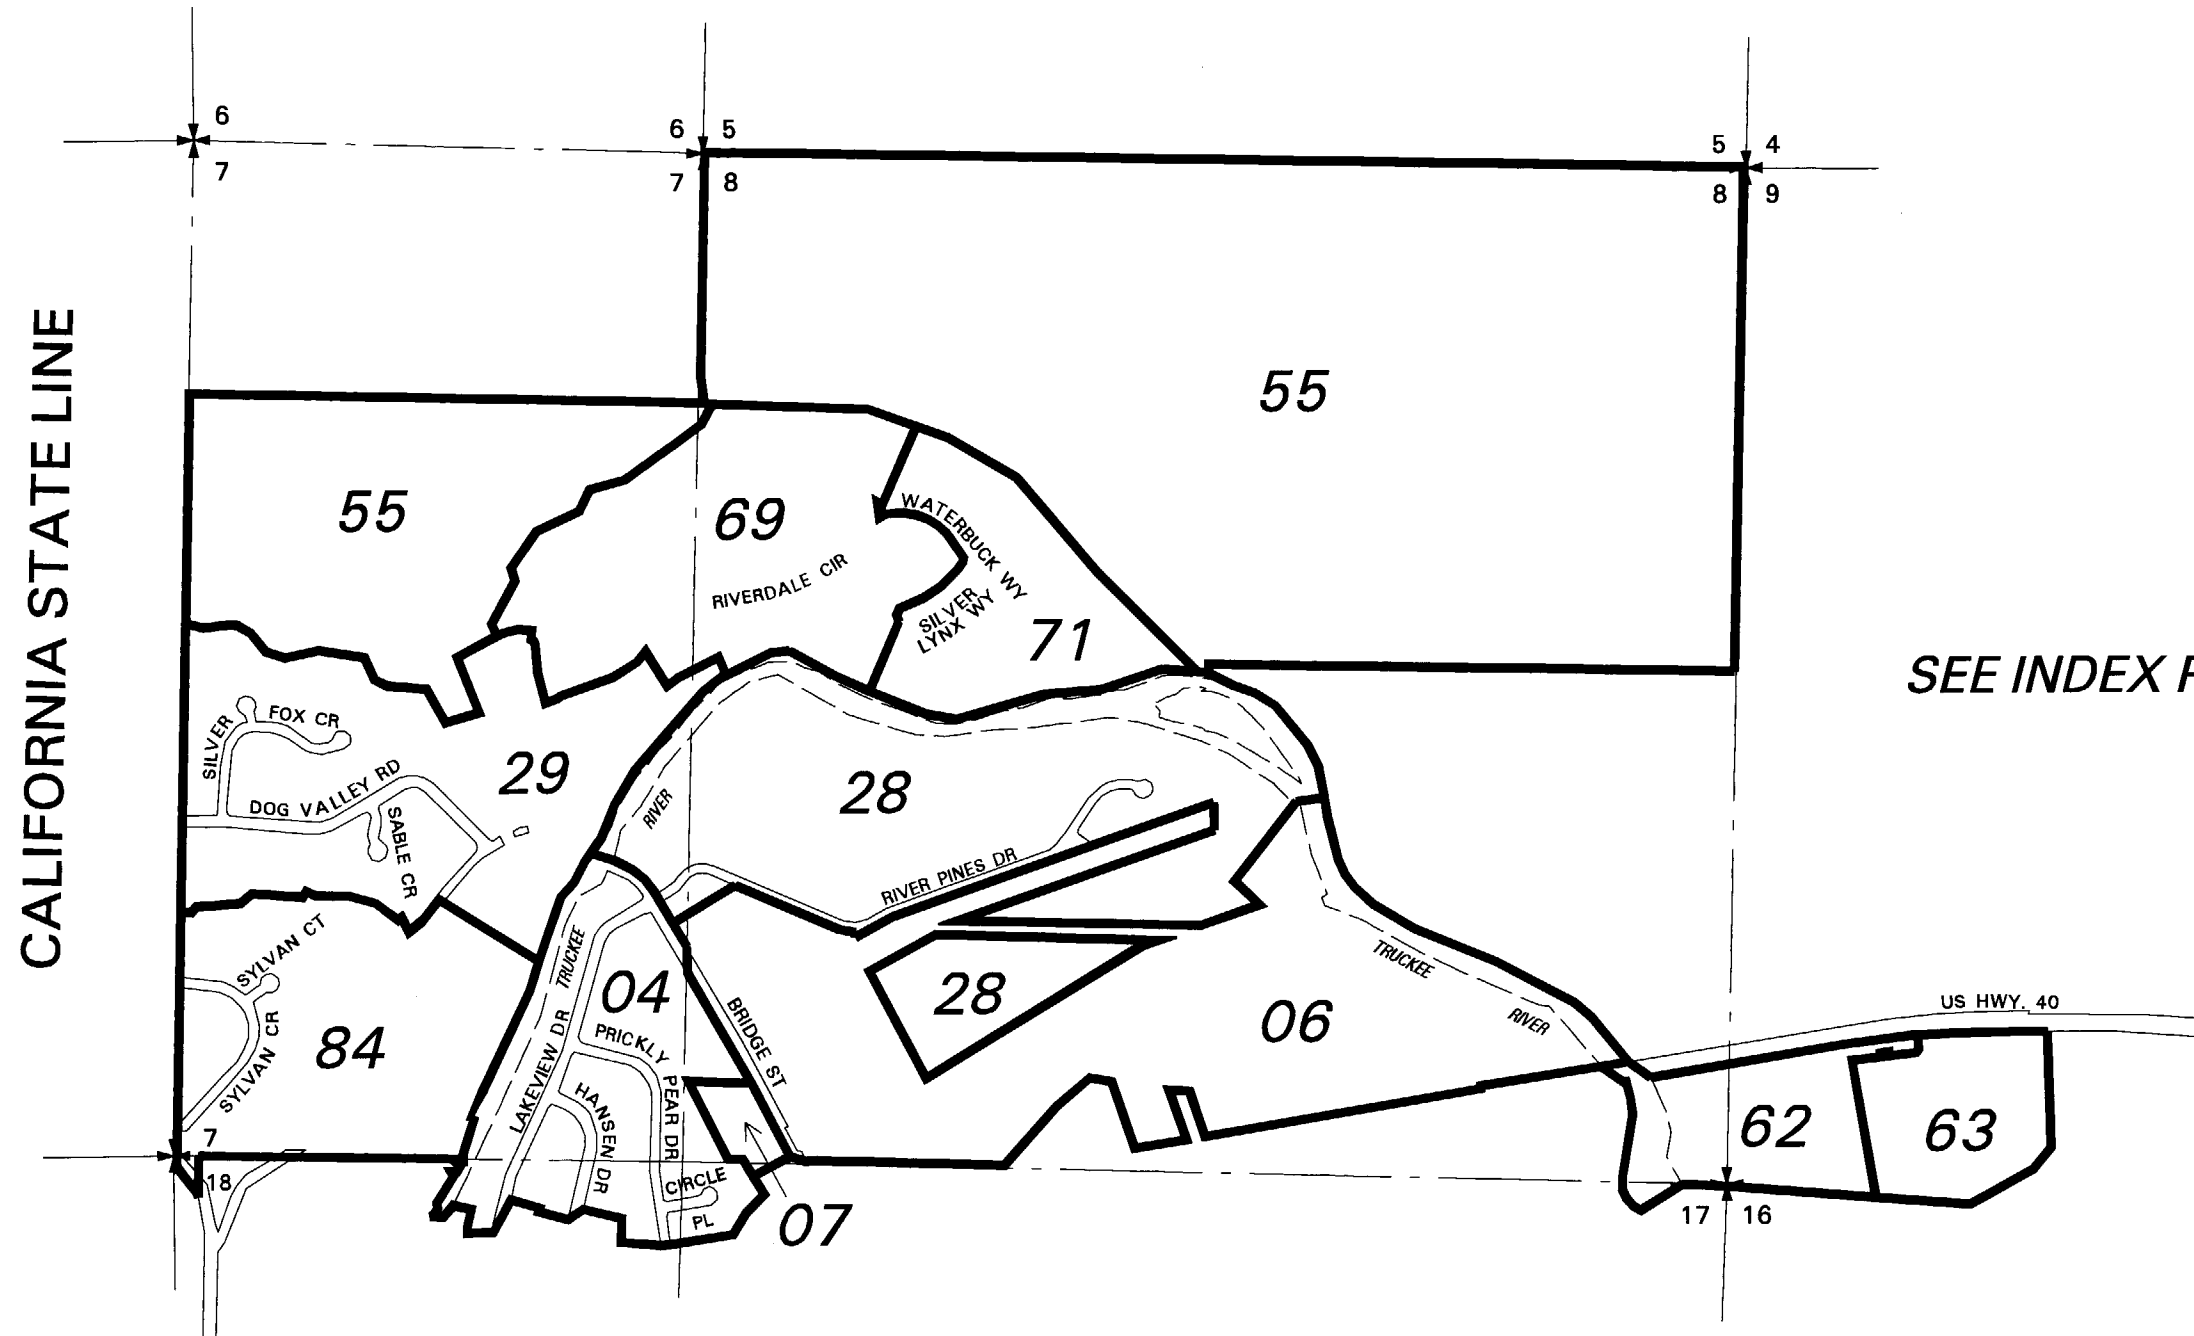 6
6 5
5 4
7
7 8
8 9
CALIFORNIA STATE LINE
55
55
69
WATERBUCK WY
RIVERDALE CIR
SILVER
LYNX WY
71
SEE INDEX
SILVER
FOX CR
29
28
DOG VALLEY RD
SABLE CR
RIVER
RIVER PINES DR
SYLVAN CT
TRUCKEE
TRUCKEE
04
28
06
RIVER
US HWY. 40
84
SYLVAN CR
LAKEVIEW DR
PRICKLY
PEAR DR
BRIDGE ST
HANSEN DR
62
63
7
18
CIRCLE
PL
07
17 16